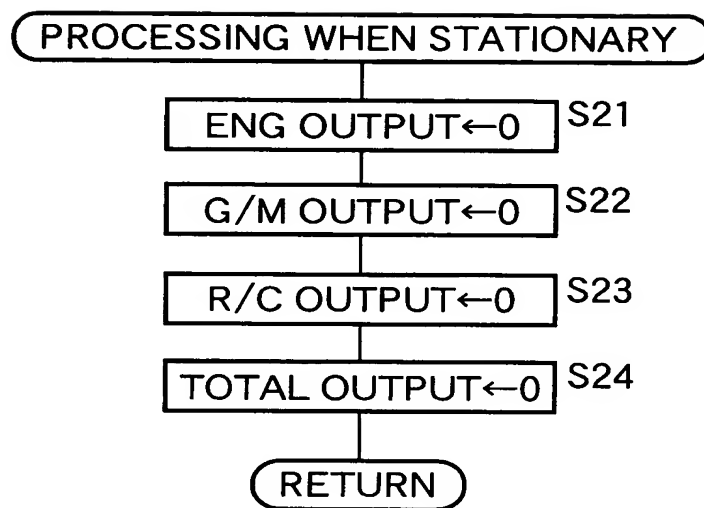 PROCESSING WHEN STATIONARY
ENG OUTPUT←0 S21
G/M OUTPUT←0 S22
R/C OUTPUT←0 S23
TOTAL OUTPUT←0 S24
RETURN